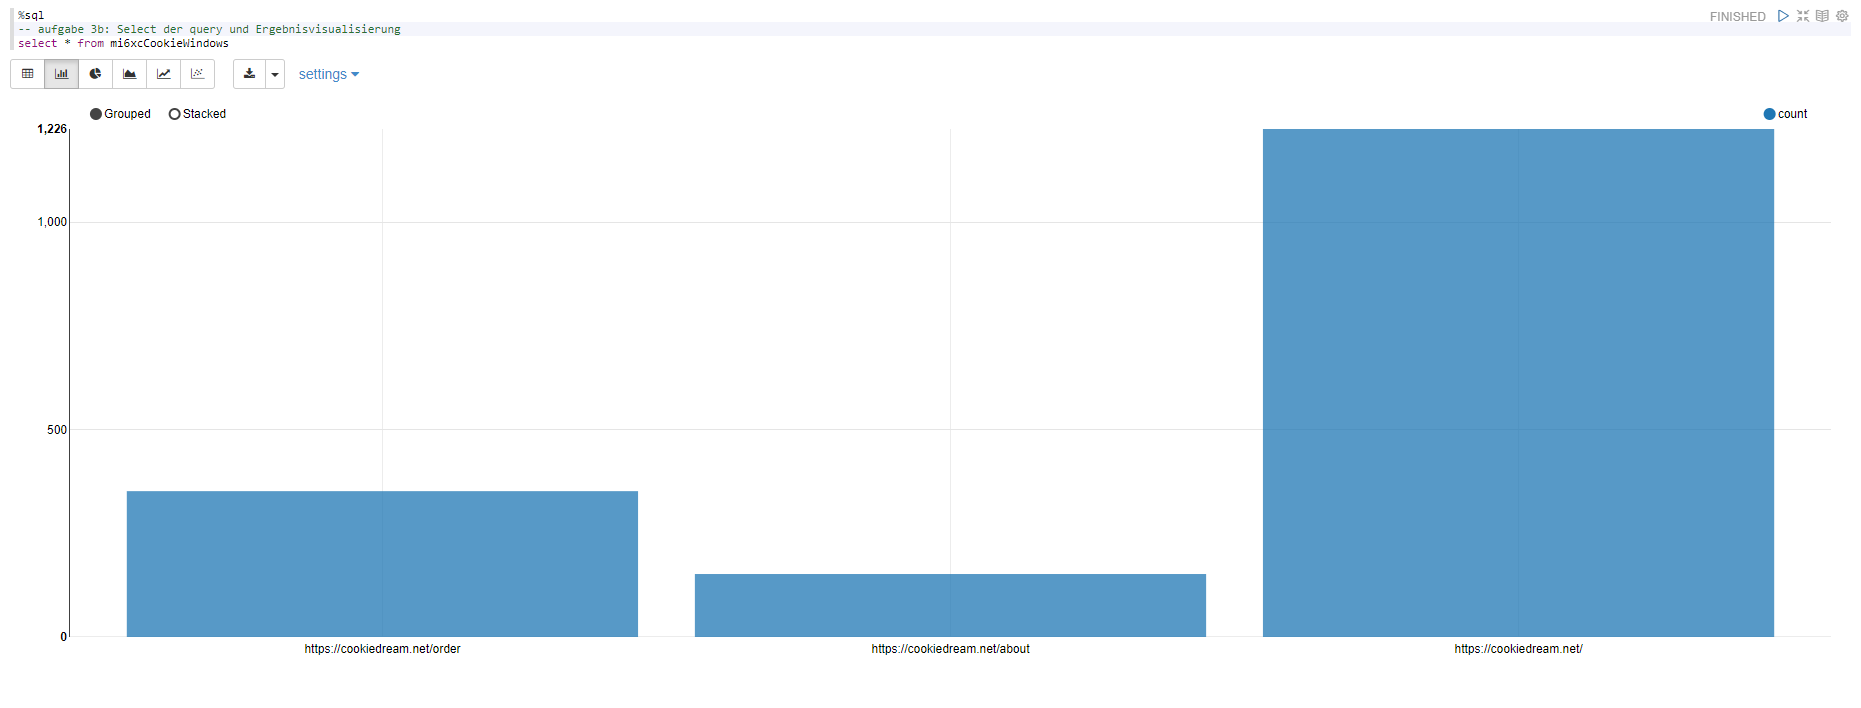 %sql
FINISHED
-- aufgabe 3b: Select der query und Ergebnisvisualisierung
select * from mi6xcCookieWindows
settings
Grouped Stacked
count
1,226
1,000
500
0
https://cookiedream.net/order
https://cookiedream.net/about
https://cookiedream.net/